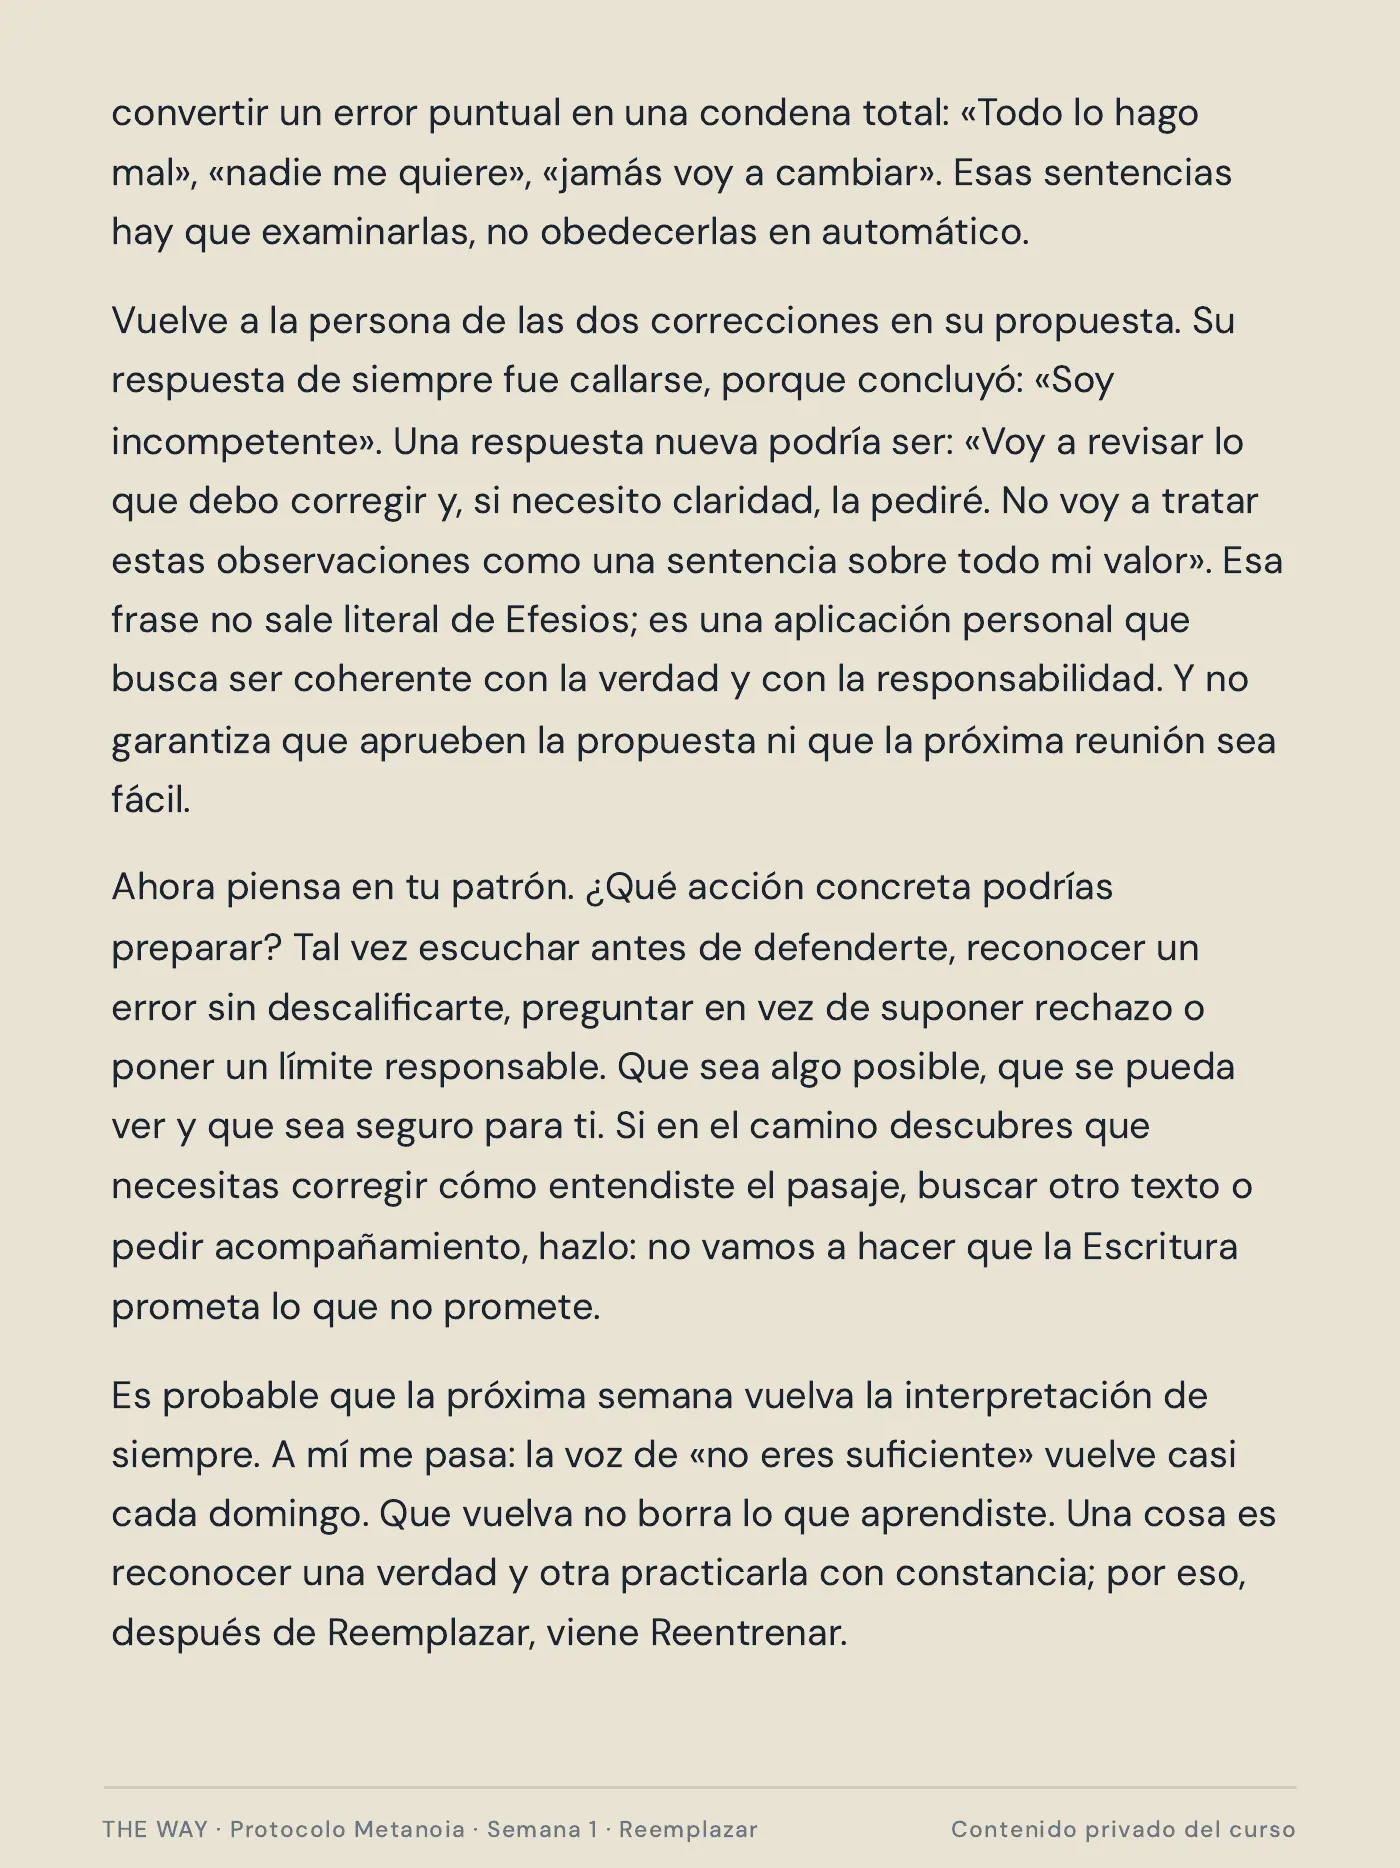 convertir un error puntual en una condena total: «Todo lo hago
mal», «nadie me quiere», «jamás voy a cambiar». Esas sentencias
hay que examinarlas, no obedecerlas en automático.
Vuelve a la persona de las dos correcciones en su propuesta. Su
respuesta de siempre fue callarse, porque concluyó: «Soy
incompetente». Una respuesta nueva podría ser: «Voy a revisar lo
que debo corregir y, si necesito claridad, la pediré. No voy a tratar
estas observaciones como una sentencia sobre todo mi valor». Esa
frase no sale literal de Efesios; es una aplicación personal que
busca ser coherente con la verdad y con la responsabilidad. Y no
garantiza que aprueben la propuesta ni que la próxima reunión sea
fácil.
Ahora piensa en tu patrón. ¿Qué acción concreta podrías
preparar? Tal vez escuchar antes de defenderte, reconocer un
error sin descalificarte, preguntar en vez de suponer rechazo o
poner un límite responsable. Que sea algo posible, que se pueda
ver y que sea seguro para ti. Si en el camino descubres que
necesitas corregir cómo entendiste el pasaje, buscar otro texto o
pedir acompañamiento, hazlo: no vamos a hacer que la Escritura
prometa lo que no promete.
Es probable que la próxima semana vuelva la interpretación de
siempre. A mí me pasa: la voz de «no eres suficiente» vuelve casi
cada domingo. Que vuelva no borra lo que aprendiste. Una cosa es
reconocer una verdad y otra practicarla con constancia; por eso,
después de Reemplazar, viene Reentrenar.
THE WAY · Protocolo Metanoia · Semana 1 · Reemplazar
Contenido privado del curso